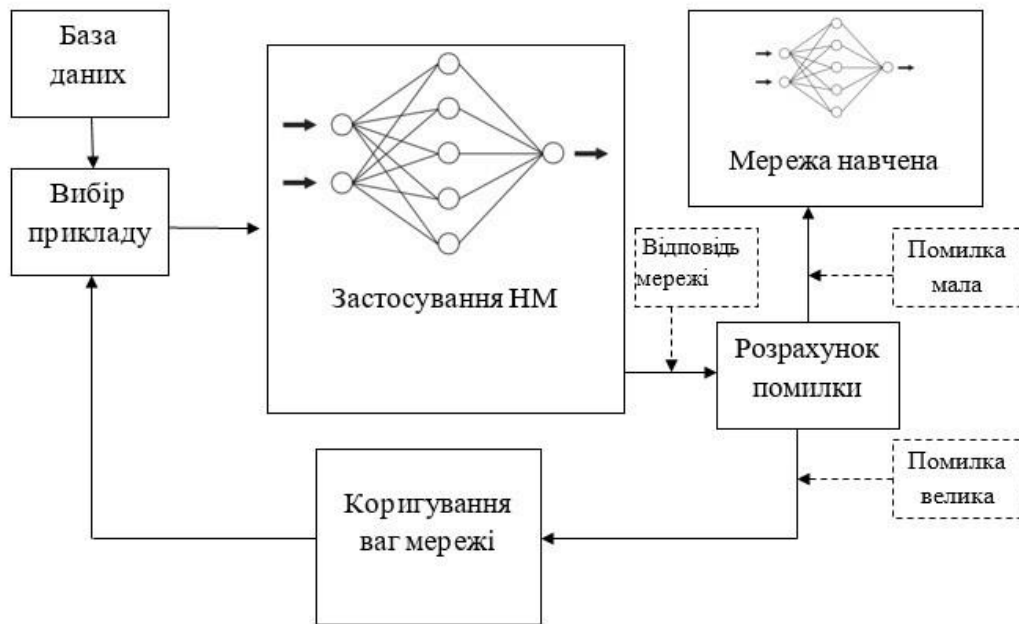 База
даних
Вибір
прикладу
Застосування НМ
Мережа навчена
Відповідь
мережі
Помилка
мала
Розрахунок
помилки
Помилка
велика
Коригування
ваг мережі